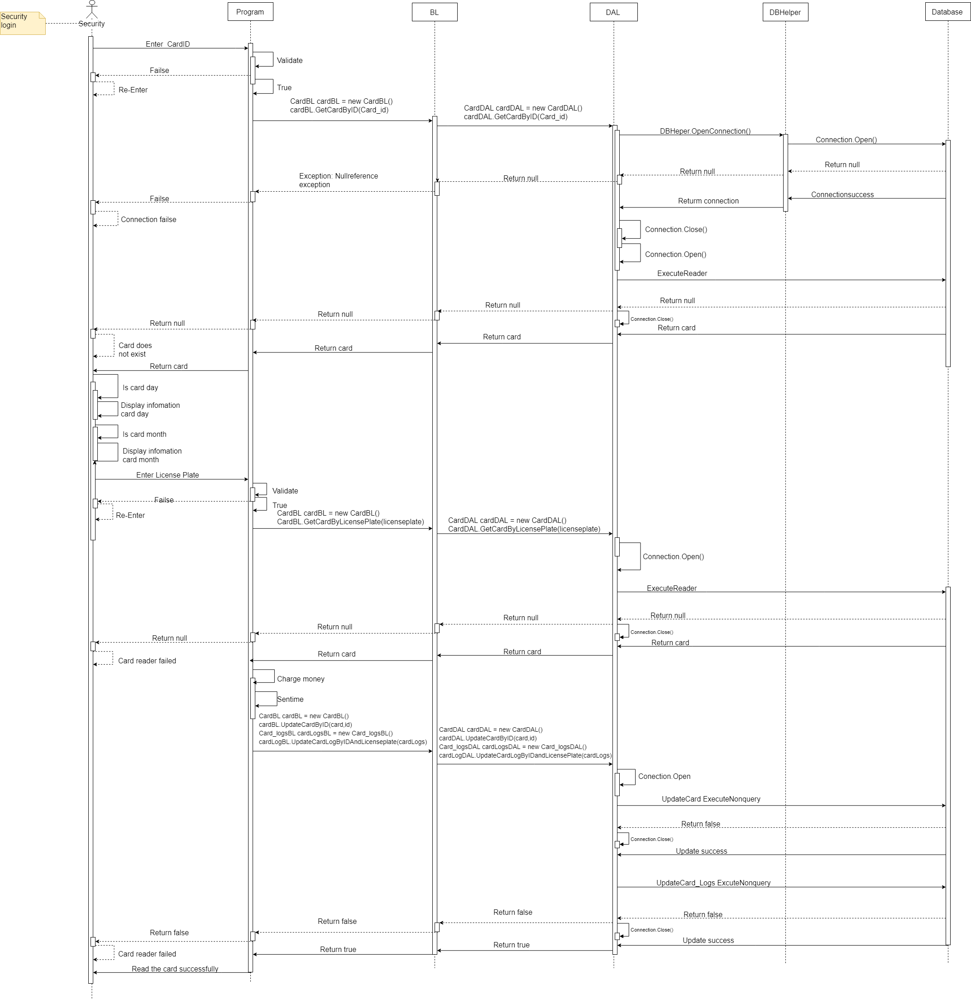 Security
login
Security
Program
BL
DAL
DBHelper
Database
Enter  CardID
Validate
Failse
True
Re-Enter
CardBL cardBL = new CardBL()
cardBL.GetCardByID(Card_id)
CardDAL cardDAL = new CardDAL()
cardDAL.GetCardByID(Card_id)
DBHeper.OpenConnection()
Connection.Open()
Return null
Return null
Return null
Exception: Nullreference
exception
Failse
Connectionsuccess
Returm connection
Connection failse
Connection.Close()
Connection.Open()
ExecuteReader
Return null
Return null
Return null
Return null
Connection.Close()
Return card
Return card
Return card
Card does
not exist
Return card
Is card day
Display infomation
card day
Is card month
Display infomation
card month
Enter License Plate
Validate
Failse
True
Re-Enter
CardBL cardBL = new CardBL()
CardBL.GetCardByLicensePlate(licenseplate)
CardDAL cardDAL = new CardDAL()
CardDAL.GetCardByLicensePlate(licenseplate)
Connection.Open()
ExecuteReader
Return null
Return null
Return null
Return null
Connection.Close()
Return card
Return card
Return card
Card reader failed
Charge money
Sentime
CardBL cardBL = new CardBL()
cardBL.UpdateCardByID(card,id)
Card_logsBL cardLogsBL = new Card_logsBL()
cardLogBL.UpdateCardLogByIDAndLicenseplate(cardLogs)
CardDAL cardDAL = new CardDAL()
cardDAL.UpdateCardByID(card,id)
Card_logsDAL cardLogsDAL = new Card_logsDAL()
cardLogDAL.UpdateCardLogByIDandLicensePlate(cardLogs)
Conection.Open
UpdateCard ExecuteNonquery
Return false
Connection.Close()
Update success
UpdateCard_Logs ExcuteNonquery
Return false
Return false
Return false
Return false
Connection.Close()
Update success
Return true
Return true
Card reader failed
Read the card successfully